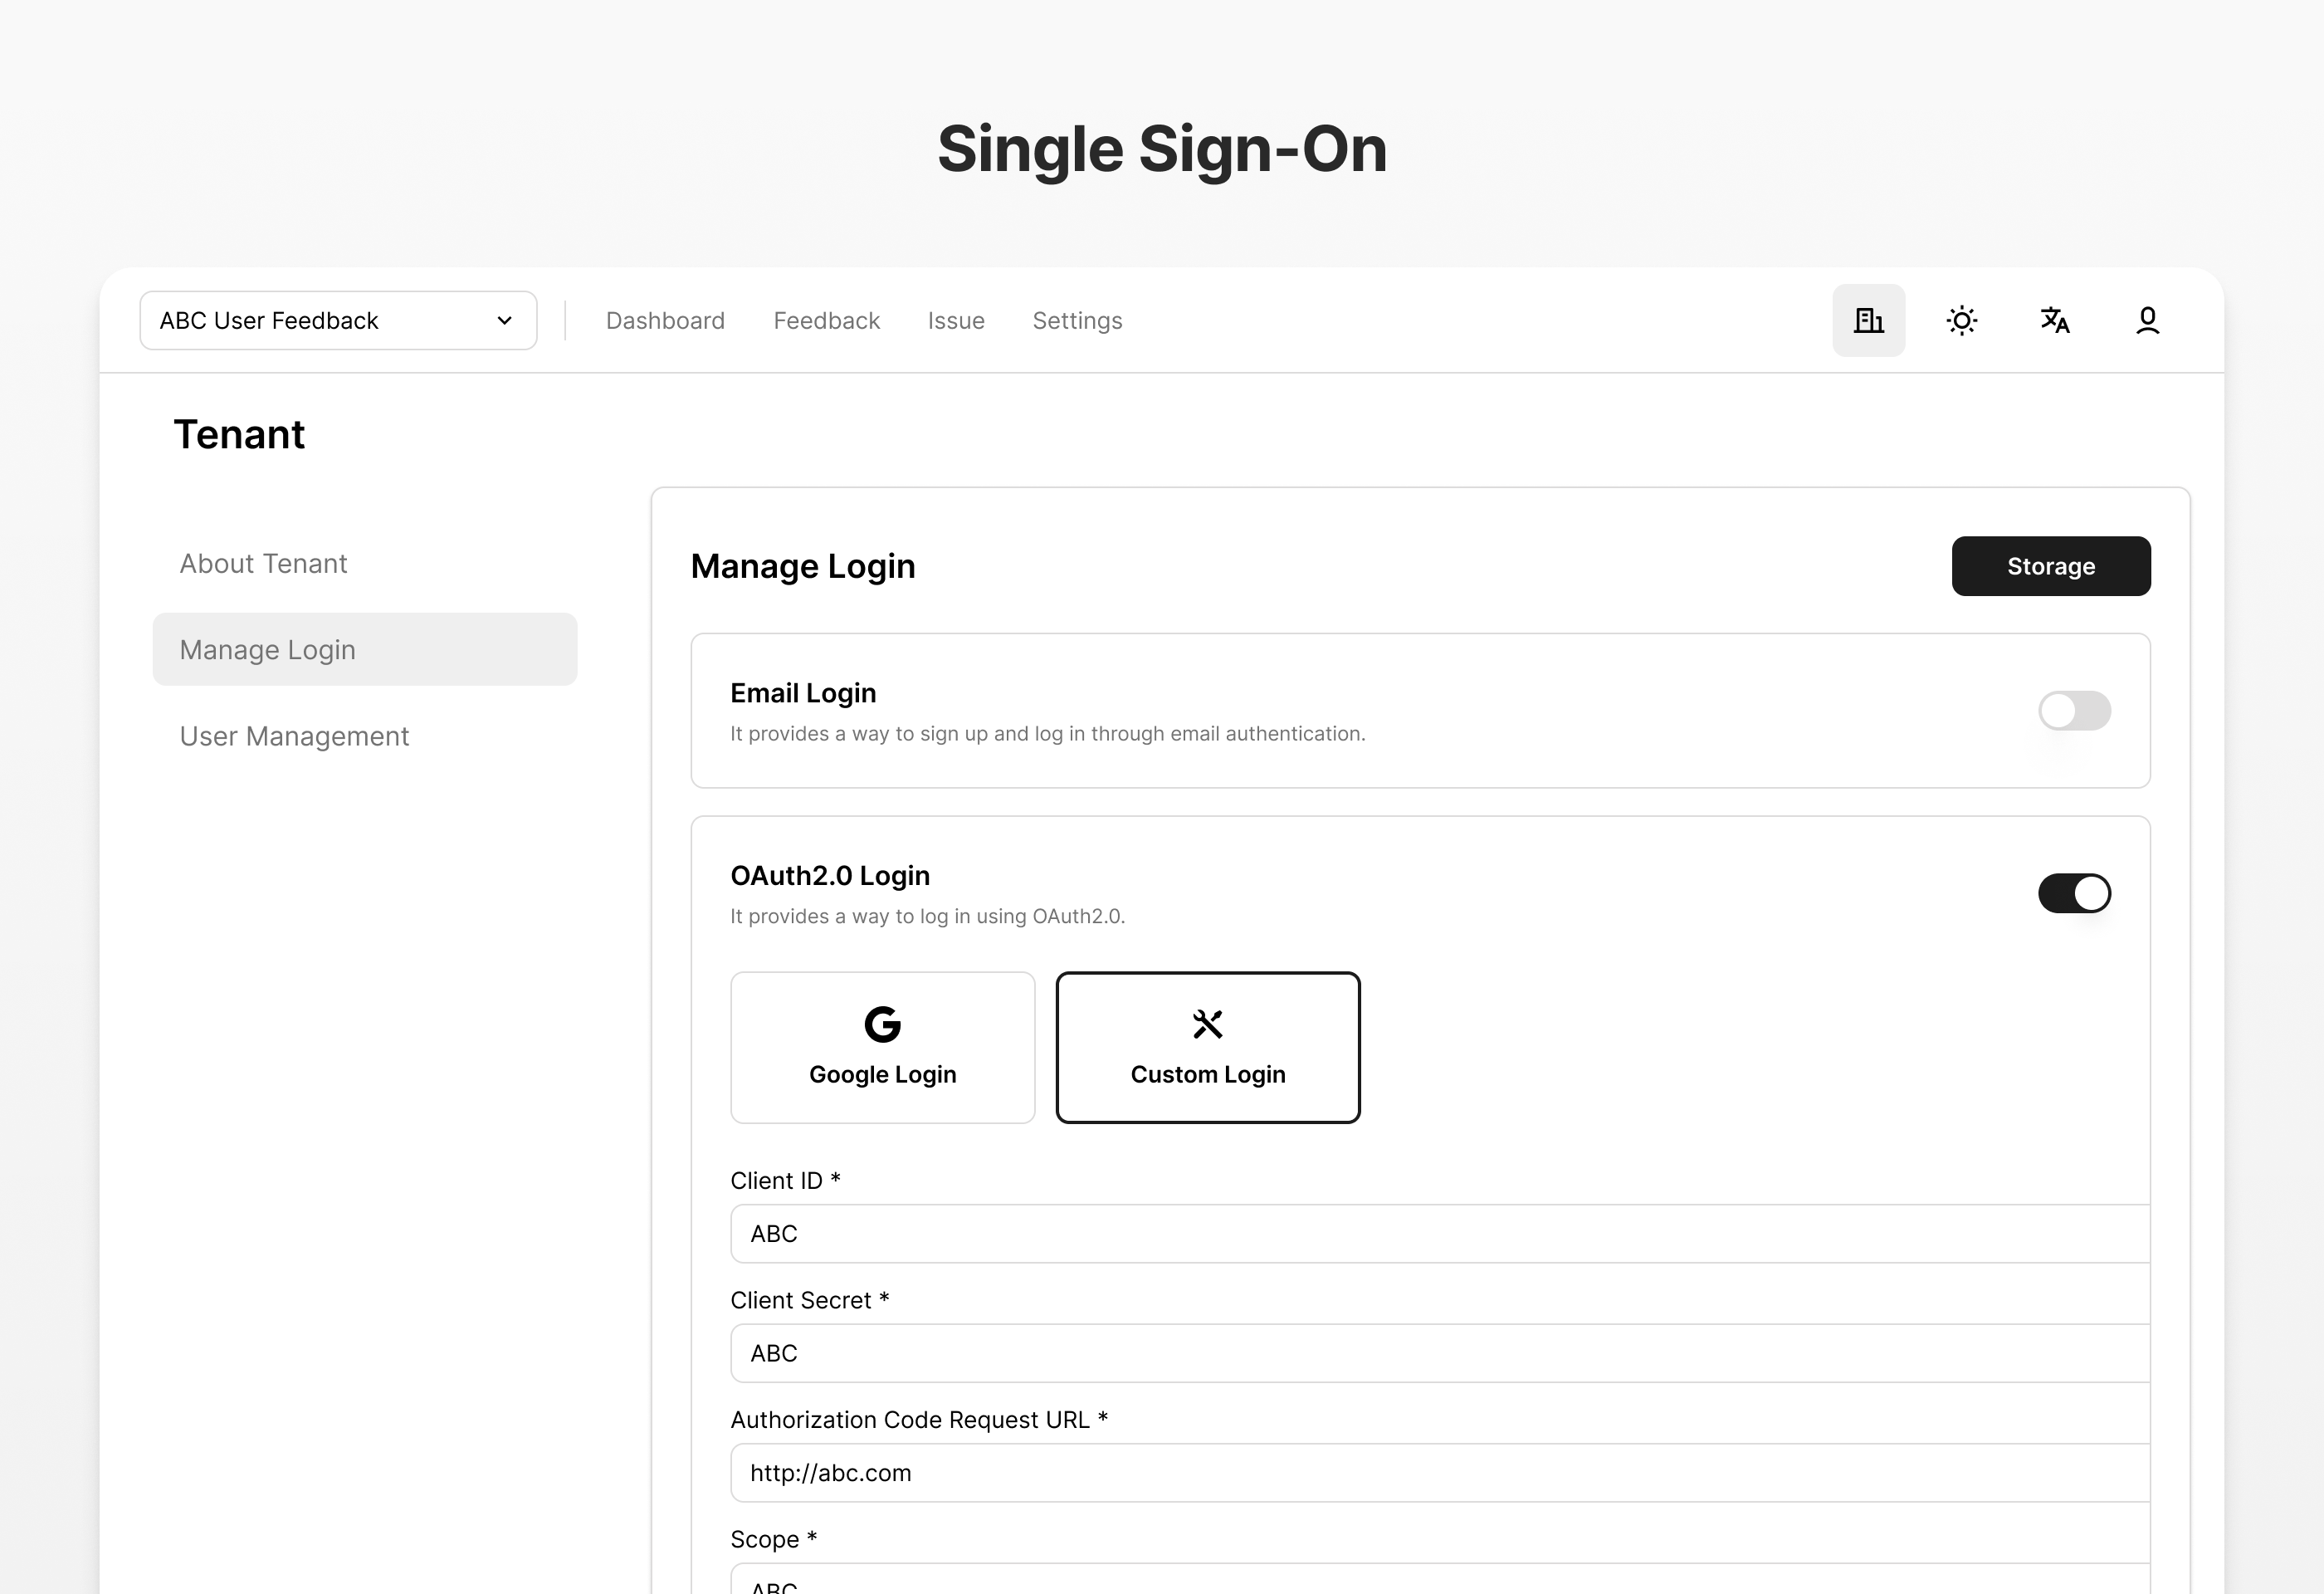 Single Sign-On
ABC User Feedback
Dashboard
Feedback
Issue
Settings
Tenant
About Tenant
Manage Login
User Management
Manage Login
Storage
Email Login
It provides a way to sign up and log in through email authentication.
OAuth2.0 Login
It provides a way to log in using OAuth2.0.
Google Login
Custom Login
Client ID *
ABC
Client Secret *
ABC
Authorization Code Request URL *
http://abc.com
Scope *
ABC